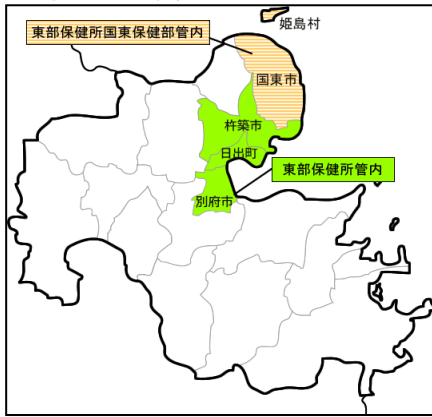 姫島村
東部保健所国東保健部管内
国東市
杵築市
日出町
東部保健所管内
別府市